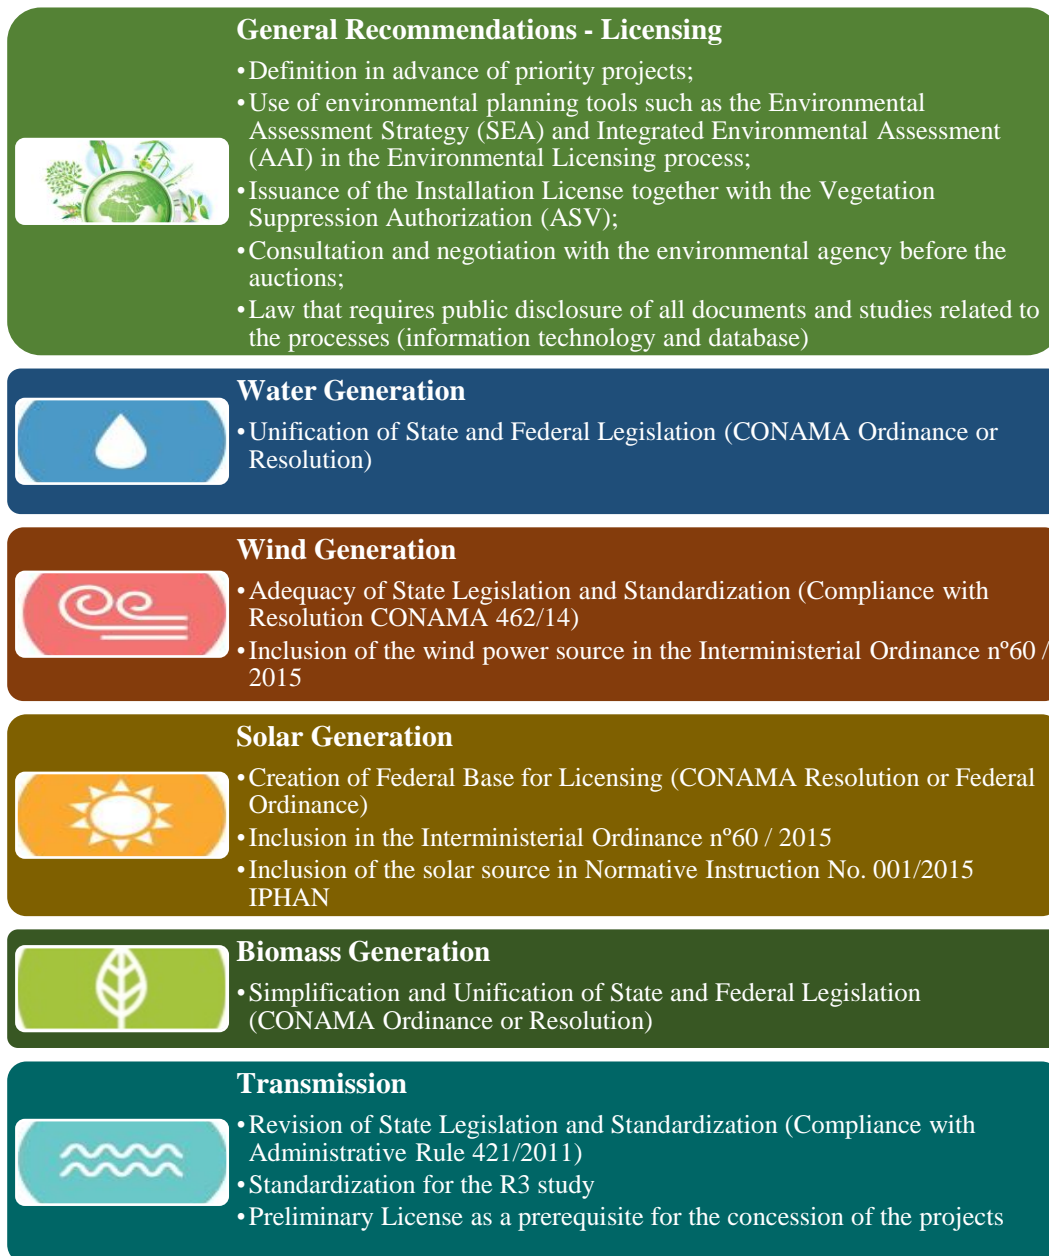 General Recommendations - Licensing
•Definition in advance of priority projects;
•Use of environmental planning tools such as the Environmental
Assessment Strategy (SEA) and Integrated Environmental Assessment
(AAI) in the Environmental Licensing process;
•Issuance of the Installation License together with the Vegetation
Suppression Authorization (ASV);
•Consultation and negotiation with the environmental agency before the
auctions;
•Law that requires public disclosure of all documents and studies related to
the processes (information technology and database)
Water Generation
•Unification of State and Federal Legislation (CONAMA Ordinance or
Resolution)
Wind Generation
•Adequacy of State Legislation and Standardization (Compliance with
Resolution CONAMA 462/14)
•Inclusion of the wind power source in the Interministerial Ordinance nº60 /
2015
Solar Generation
•Creation of Federal Base for Licensing (CONAMA Resolution or Federal
Ordinance)
•Inclusion in the Interministerial Ordinance nº60 / 2015
•Inclusion of the solar source in Normative Instruction No. 001/2015
IPHAN
Biomass Generation
•Simplification and Unification of State and Federal Legislation
(CONAMA Ordinance or Resolution)
Transmission
•Revision of State Legislation and Standardization (Compliance with
Administrative Rule 421/2011)
•Standardization for the R3 study
•Preliminary License as a prerequisite for the concession of the projects